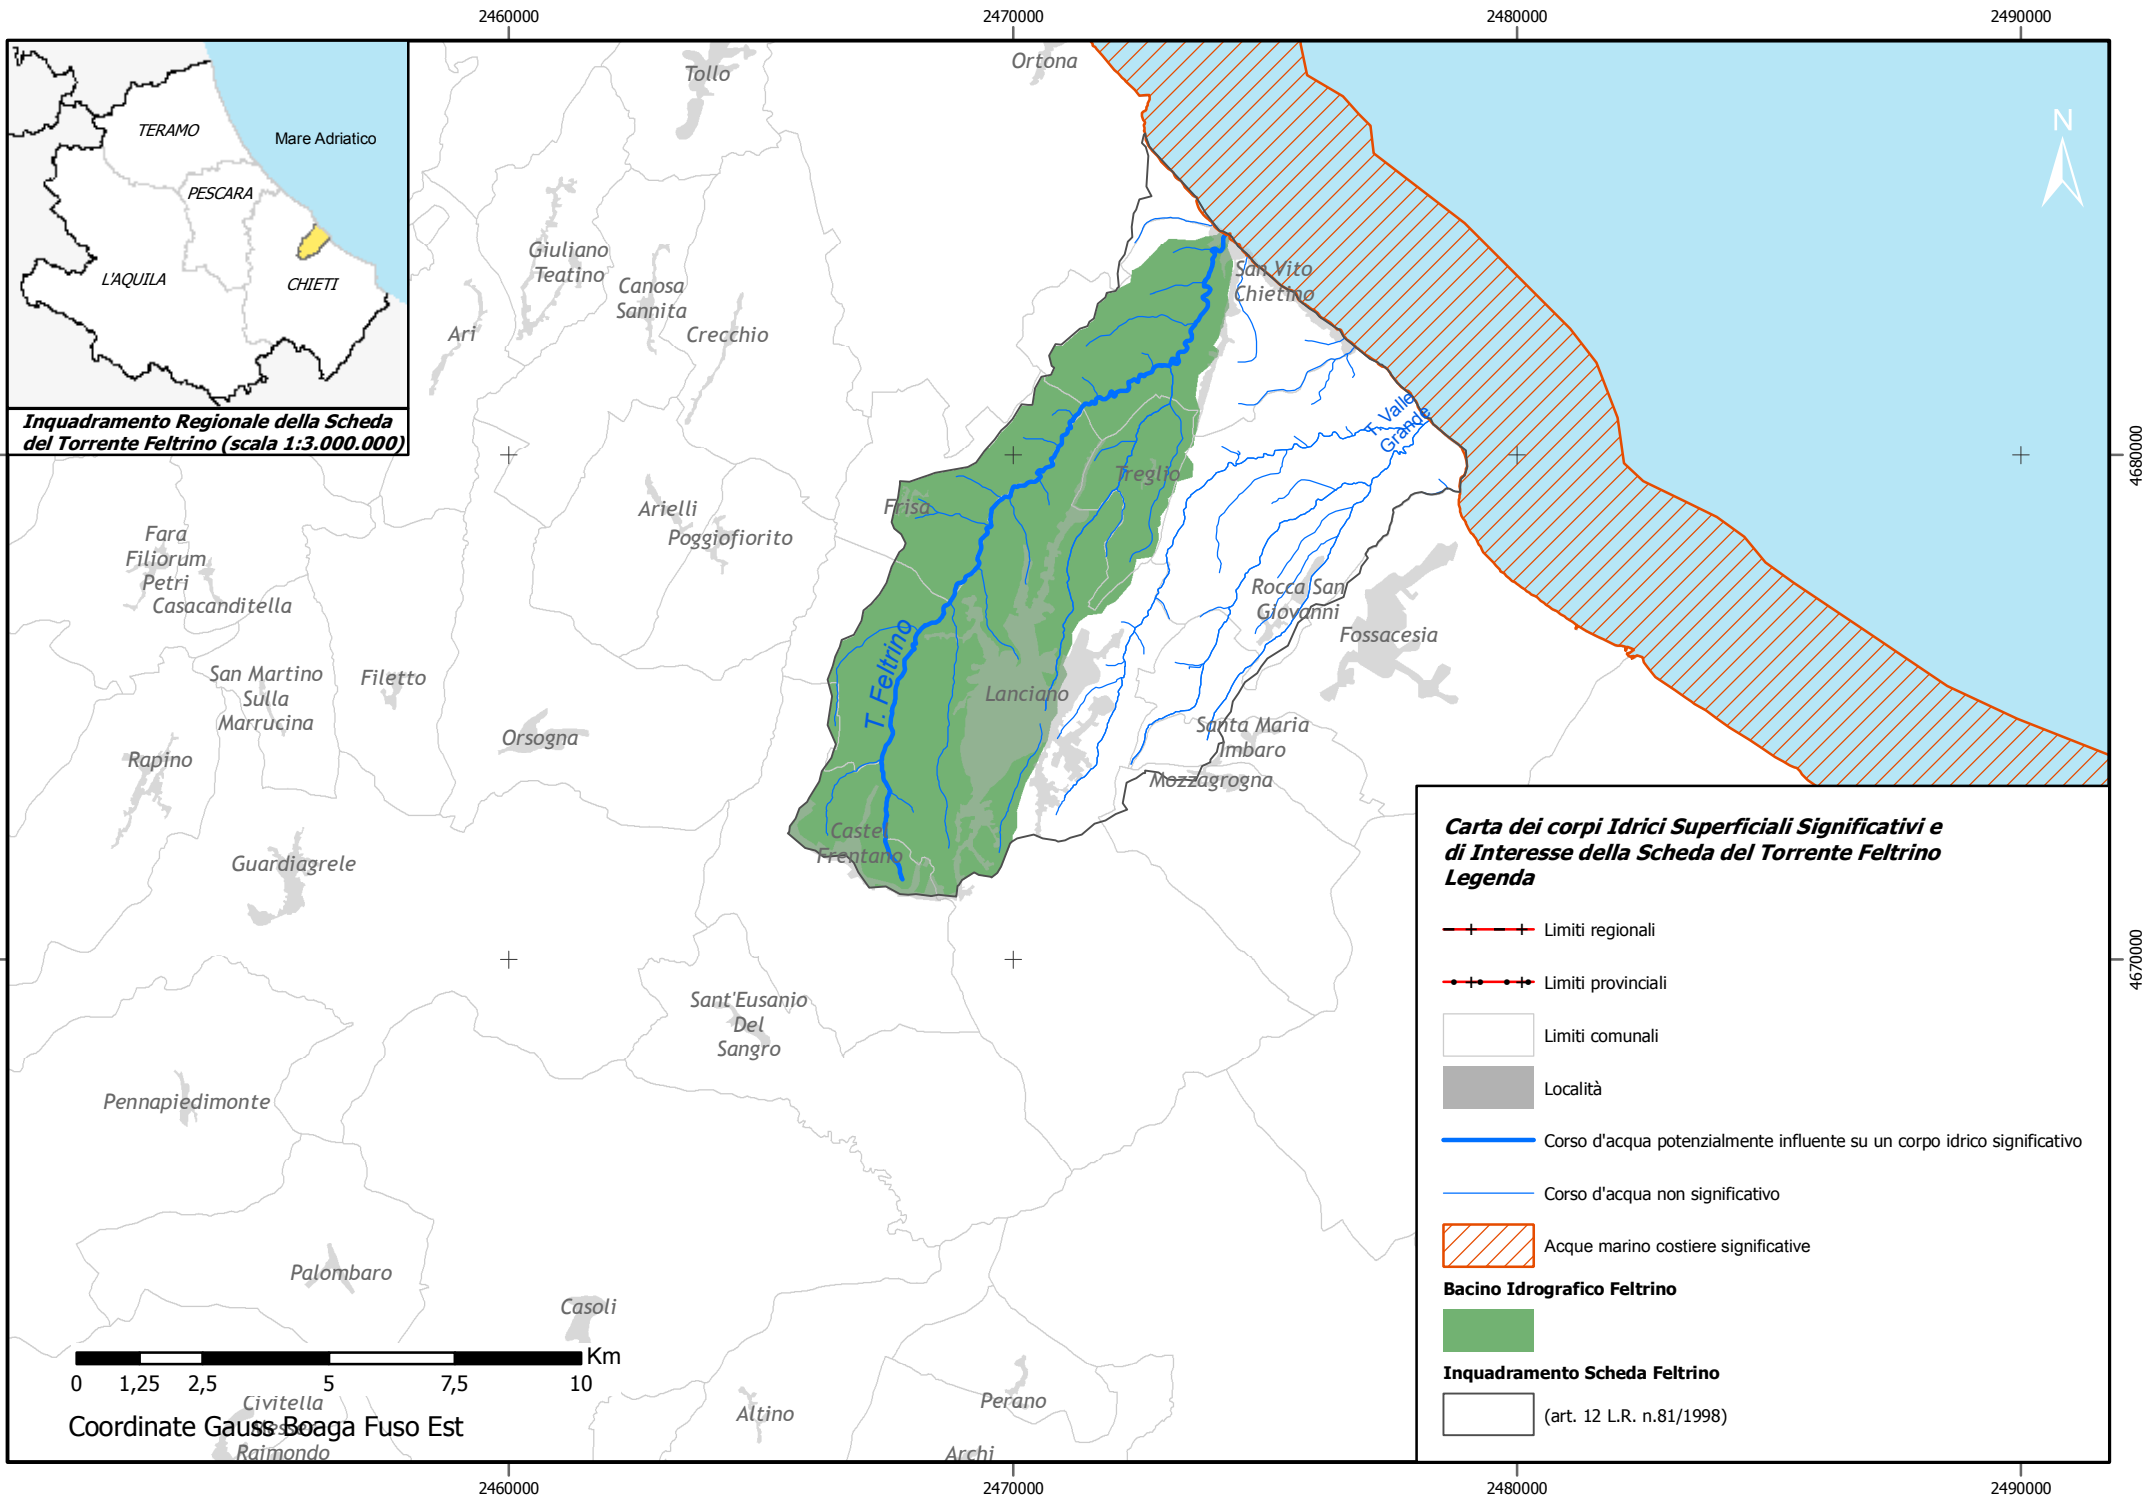 2460000
2470000
2480000
2490000
TERAMO
Mare Adriatico
PESCARA
L'AQUILA
CHIETI
Inquadramento Regionale della Scheda
del Torrente Feltrino (scala 1:3.000.000)
Tollo
Ortona
N
Giuliano
Teatino
Canosa
Sannita
Ari
Crecchio
San Vito
Chietino
T. Valle
Grande
4680000
Treglio
Frisa
Arielli
Poggiofiorito
Fara
Filiorum
Petri
Casacanditella
Rocca San
Giovanni
Fossacesia
San Martino
Sulla
Marrucina
Filetto
T. Feltrino
Lanciano
Orsogna
Rapino
Santa Maria
Imbaro
Mozzagrogna
Castel
Frentano
Guardiagrele
4670000
Sant'Eusanio
Del
Sangro
Pennapiedimonte
Palombaro
Casoli
Km
0 1,25 2,5 5 7,5 10
Civitella
Messer
Raimondo
Coordinate Gauss Boaga Fuso Est
Altino
Perano
Archi
Carta dei corpi Idrici Superficiali Significativi e
di Interesse della Scheda del Torrente Feltrino
Legenda
Limiti regionali
Limiti provinciali
Limiti comunali
Località
Corso d'acqua potenzialmente influente su un corpo idrico significativo
Corso d'acqua non significativo
Acque marino costiere significative
Bacino Idrografico Feltrino
Inquadramento Scheda Feltrino
(art. 12 L.R. n.81/1998)
2460000
2470000
2480000
2490000